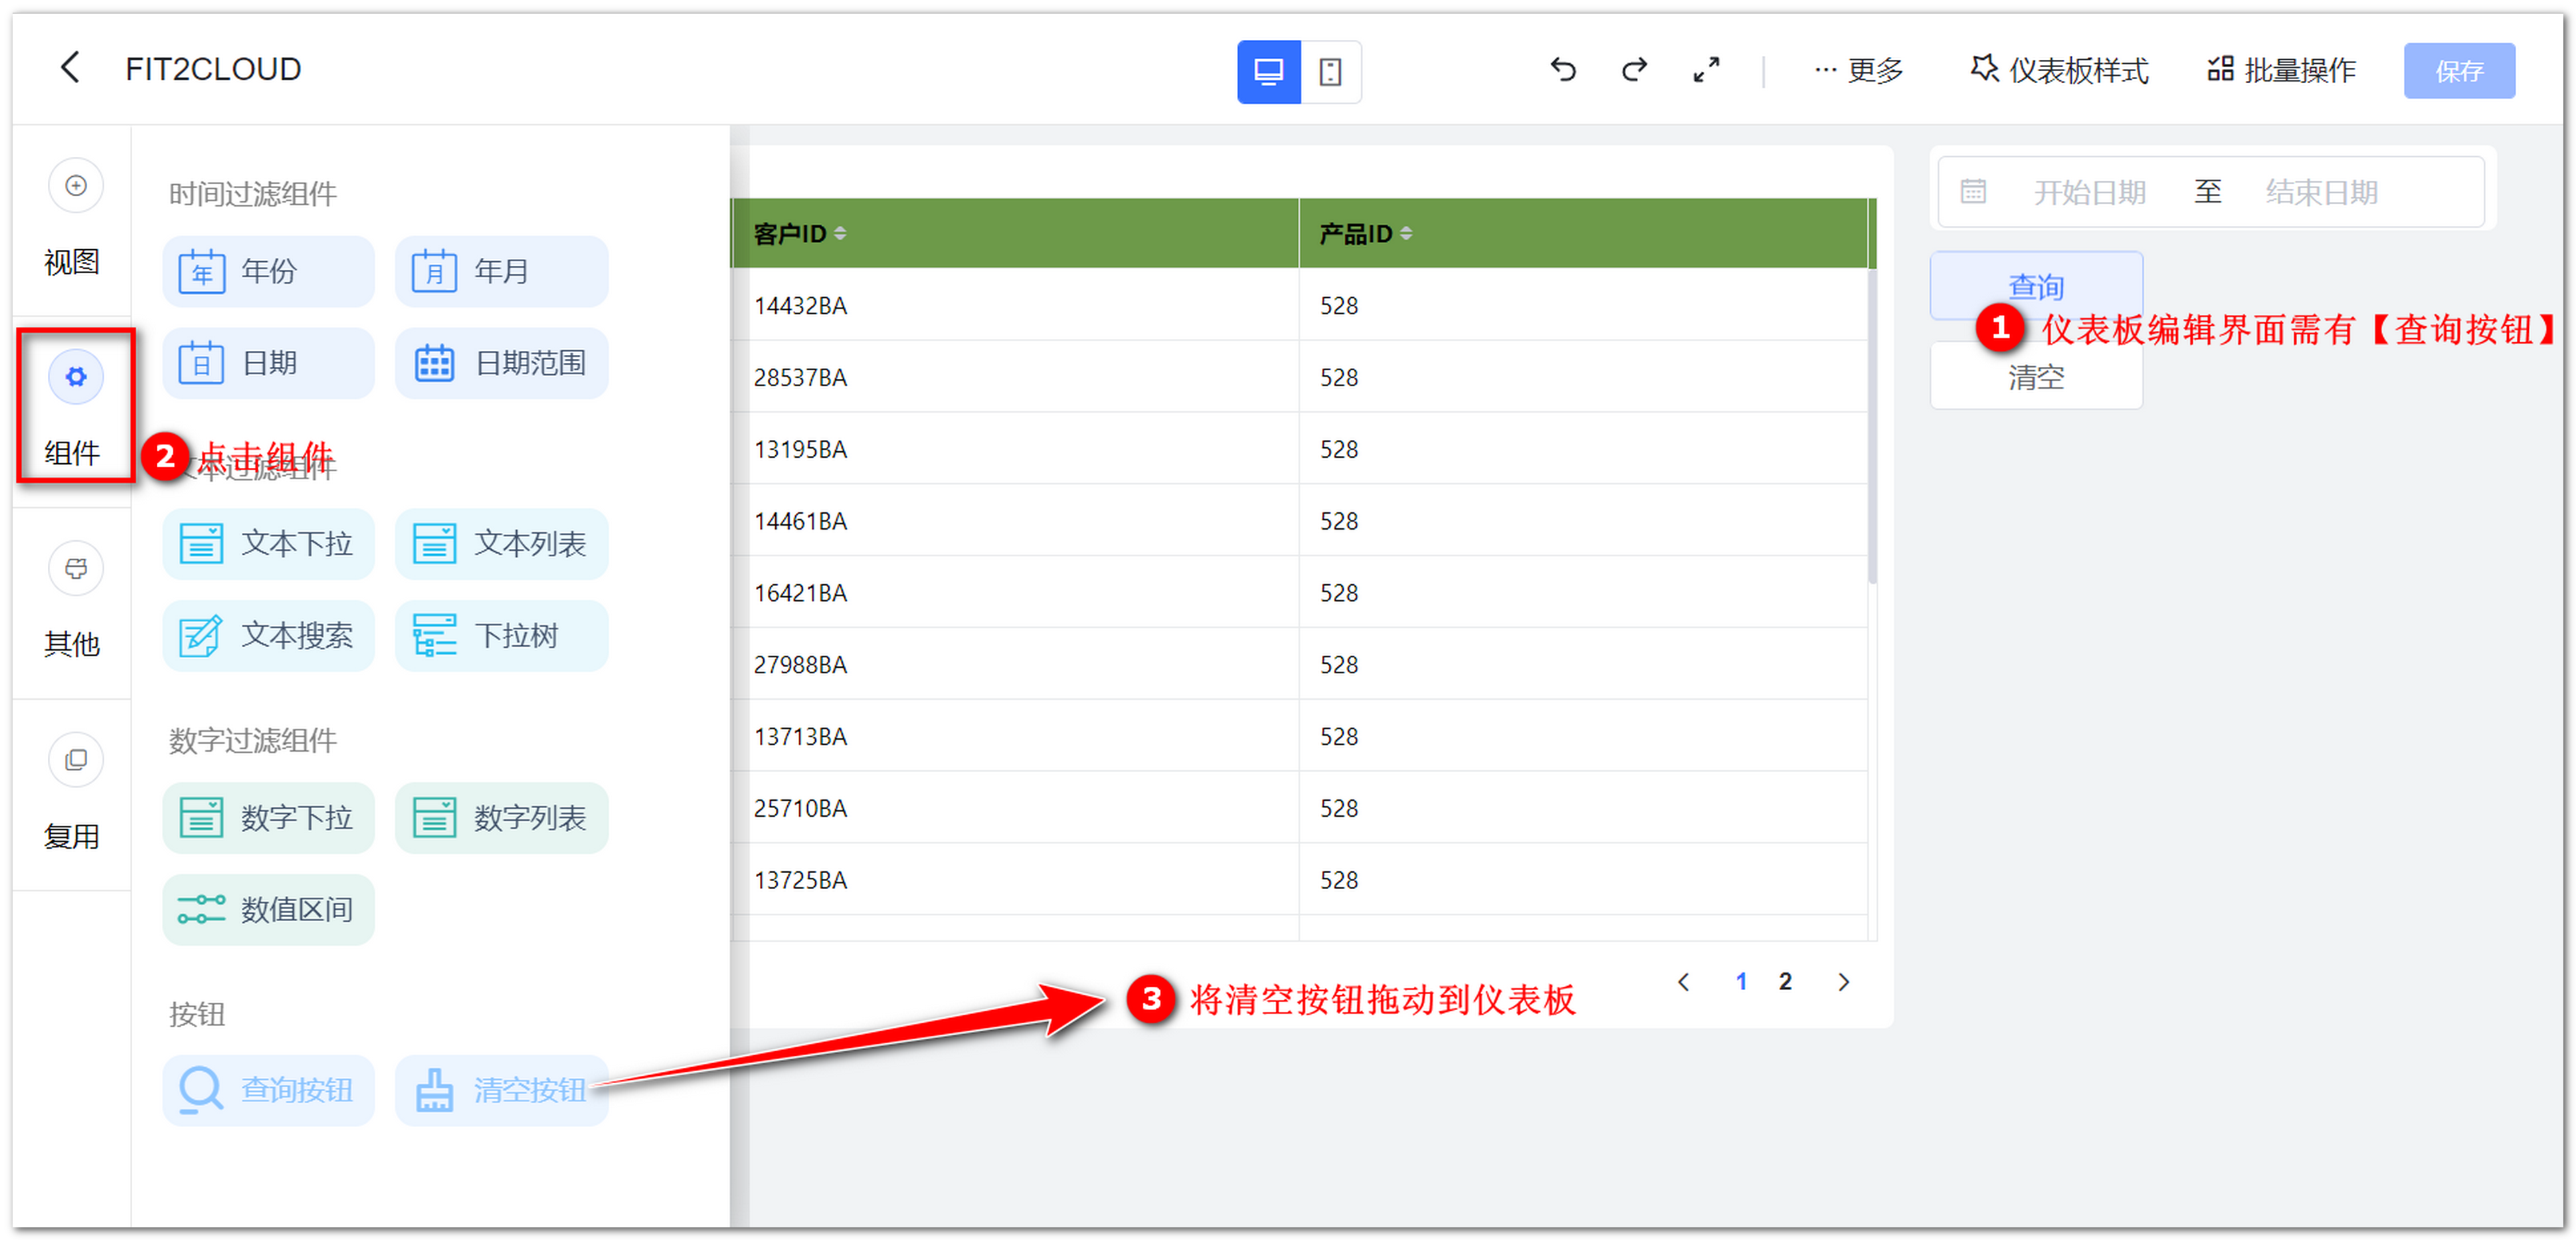 FIT2CLOUD
··· 更多
仪表板样式
批量操作
保存
视图
组件
其他
复用
时间过滤组件
年 年份
月 年月
日 日期
日期范围
2 点击组件
文本过滤组件
文本下拉
文本列表
文本搜索
下拉树
数字过滤组件
数字下拉
数字列表
数值区间
按钮
查询按钮
清空按钮
客户ID 产品ID
14432BA 528
28537BA 528
13195BA 528
14461BA 528
16421BA 528
27988BA 528
13713BA 528
25710BA 528
13725BA 528
1 2
3 将清空按钮拖动到仪表板
开始日期 至 结束日期
查询
1 仪表板编辑界面需有【查询按钮】
清空